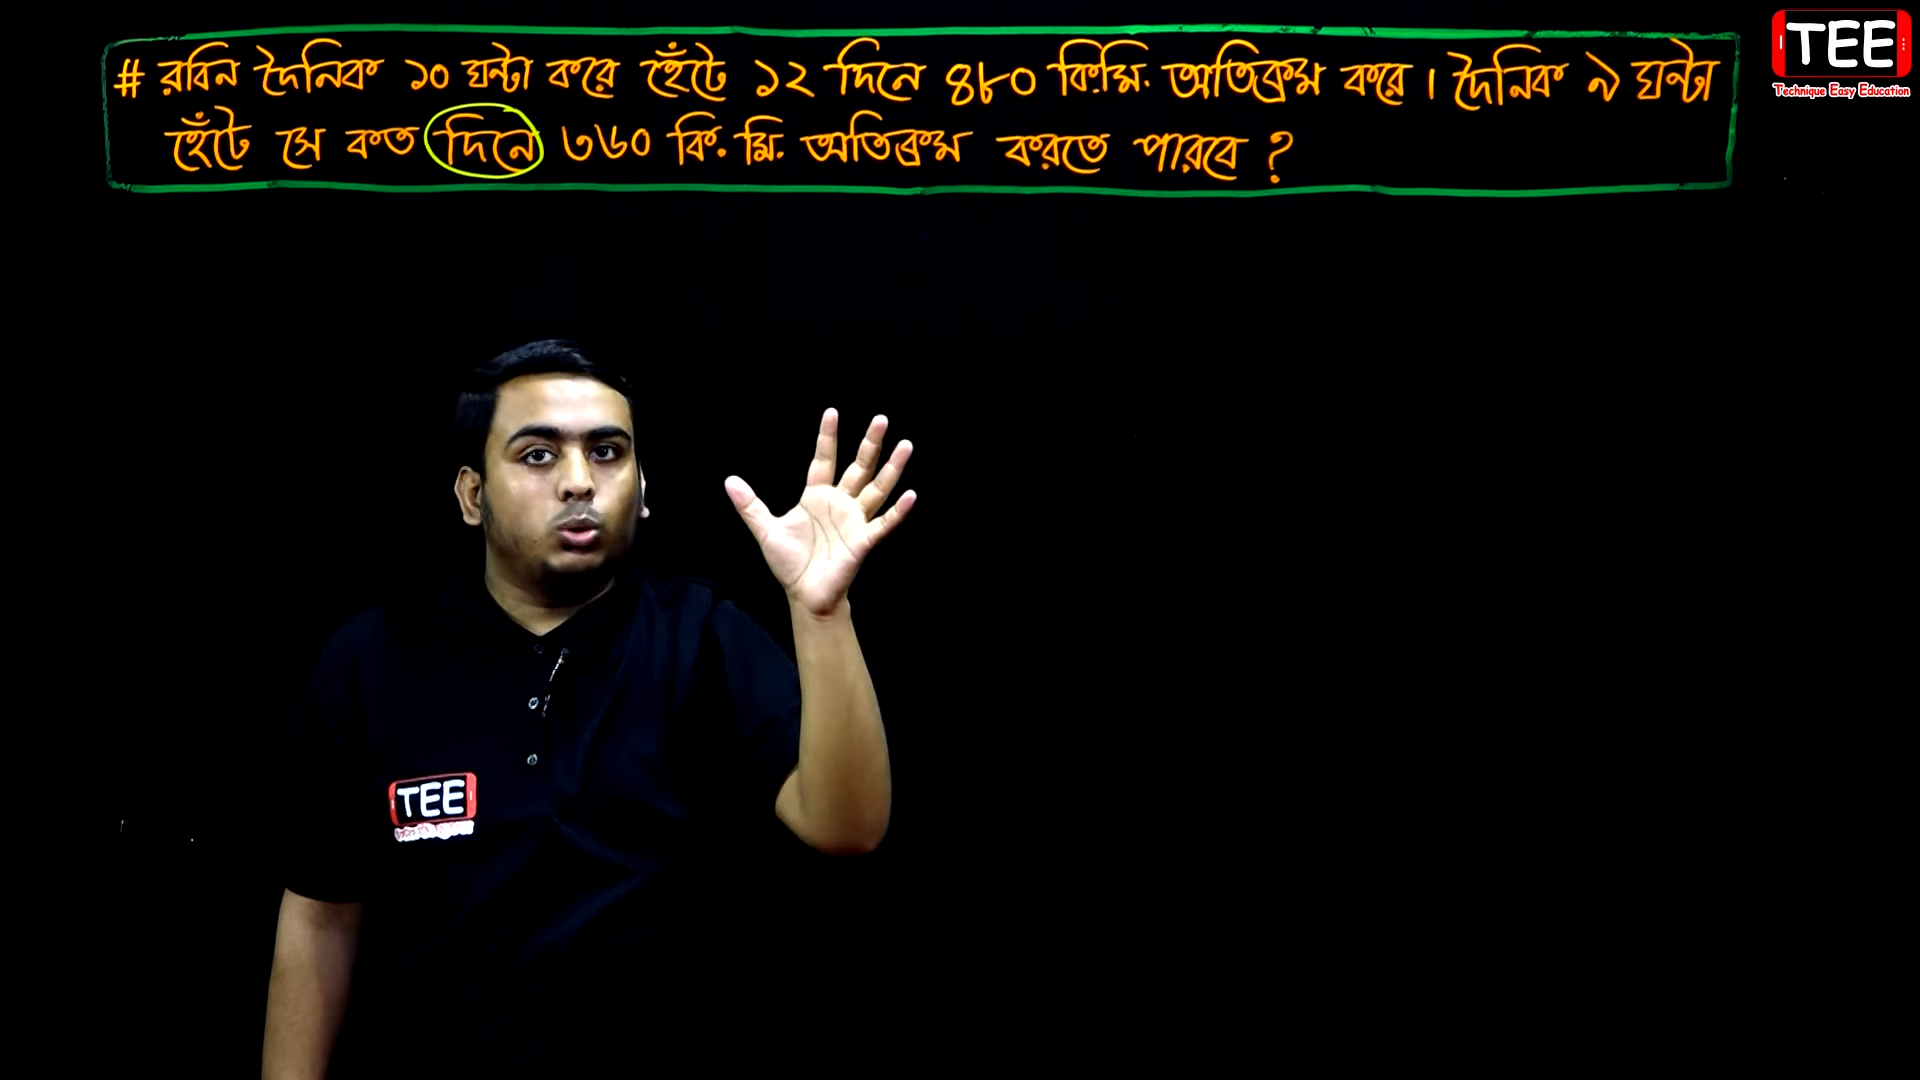 # রবিন দৈনিক ১০ ঘন্টা করে হেঁটে ১২ দিনে ৪৮০ কি.মি. অতিক্রম করে। দৈনিক ৯ ঘন্টা
হেঁটে সে কত দিনে ৩৬০ কি.মি. অতিক্রম করতে পারবে ?
TEE
Technique Easy Education
TEE